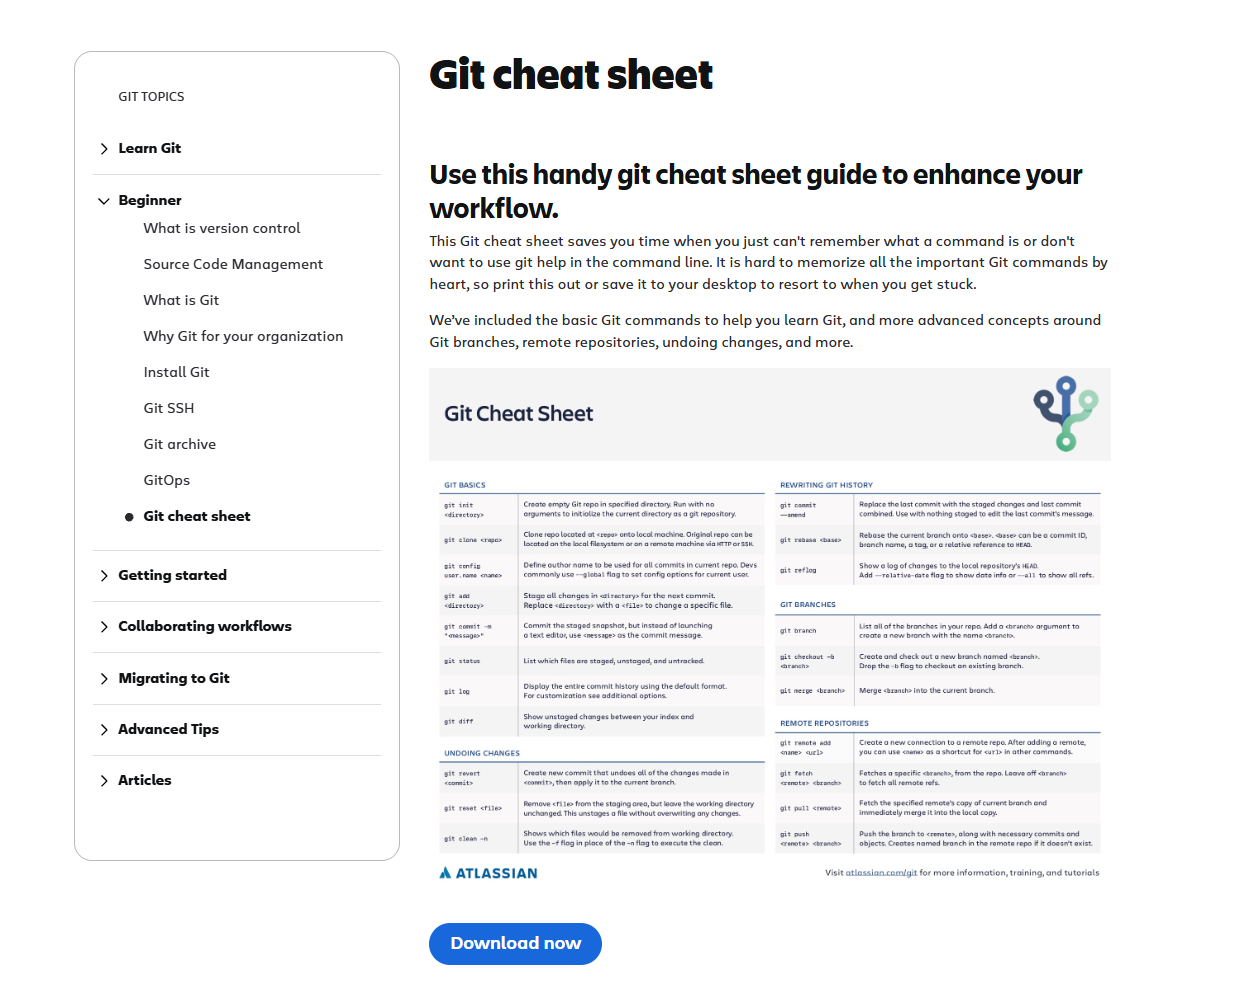 GIT TOPICS
Learn Git
Beginner
What is version control
Source Code Management
What is Git
Why Git for your organization
Install Git
Git SSH
Git archive
GitOps
Git cheat sheet
Getting started
Collaborating workflows
Migrating to Git
Advanced Tips
Articles
Git cheat sheet
Use this handy git cheat sheet guide to enhance your
workflow.
This Git cheat sheet saves you time when you just can't remember what a command is or don't
want to use git help in the command line. It is hard to memorize all the important Git commands by
heart, so print this out or save it to your desktop to resort to when you get stuck.
We've included the basic Git commands to help you learn Git, and more advanced concepts around
Git branches, remote repositories, undoing changes, and more.
Git Cheat Sheet
GIT BASICS
git init
<directory>
Create empty Git repo in specified directory. Run with no
arguments to initialize the current directory as a git repository.
git clone <repo>
Clone repo located at <repo> onto local machine. Original repo can be
located on the local filesystem or on a remote machine via HTTP or SSH.
git config
user.name <name>
Define author name to be used for all commits in current repo. Devs
commonly use --global flag to set config options for current user.
git add
<directory>
Stage all changes in <directory> for the next commit.
Replace <directory> with a <file> to change a specific file.
git commit -m
"<message>"
Commit the staged snapshot, but instead of launching
a text editor, use <message> as the commit message.
git status
List which files are staged, unstaged, and untracked.
git log
Display the entire commit history using the default format.
For customization see additional options.
git diff
Show unstaged changes between your index and
working directory.
UNDOING CHANGES
git revert
<commit>
Create new commit that undoes all of the changes made in
<commit>, then apply it to the current branch.
git reset <file>
Remove <file> from the staging area, but leave the working directory
unchanged. This unstages a file without overwriting any changes.
git clean -n
Shows which files would be removed from working directory.
Use the -f flag in place of the -n flag to execute the clean.
REWRITING GIT HISTORY
git commit
--amend
Replace the last commit with the staged changes and last commit
combined. Use with nothing staged to edit the last commit's message.
git rebase <base>
Rebase the current branch onto <base>. <base> can be a commit ID,
branch name, a tag, or a relative reference to HEAD.
git reflog
Show a log of changes to the local repository's HEAD.
Add --relative-date flag to show date info or --all to show all refs.
GIT BRANCHES
git branch
List all of the branches in your repo. Add a <branch> argument to
create a new branch with the name <branch>.
git checkout -b
<branch>
Create and check out a new branch named <branch>.
Drop the -b flag to checkout an existing branch.
git merge <branch>
Merge <branch> into the current branch.
REMOTE REPOSITORIES
git remote add
<name> <url>
Create a new connection to a remote repo. After adding a remote,
you can use <name> as a shortcut for <url> in other commands.
git fetch
<remote> <branch>
Fetches a specific <branch>, from the repo. Leave off <branch>
to fetch all remote refs.
git pull <remote>
Fetch the specified remote's copy of current branch and
immediately merge it into the local copy.
git push
<remote> <branch>
Push the branch to <remote>, along with necessary commits and
objects. Creates named branch in the remote repo if it doesn't exist.
ATLASSIAN
Visit atlassian.com/git for more information, training, and tutorials
Download now